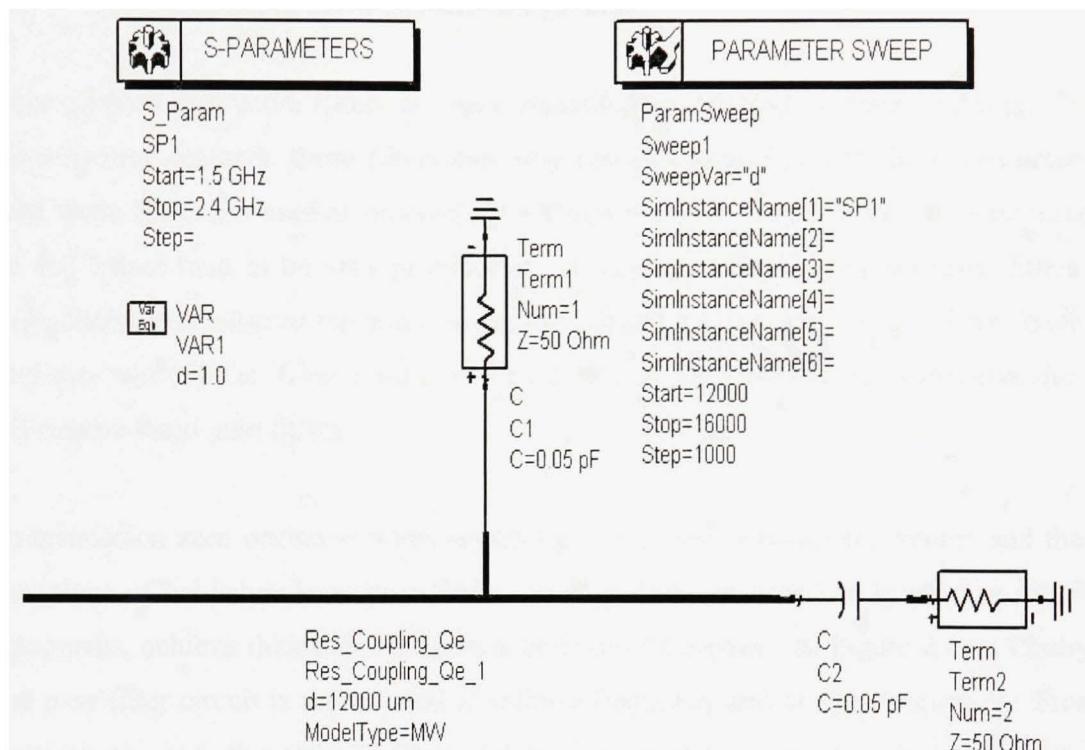 S-PARAMETERS
S_Param
SP1
Start=1.5 GHz
Stop=2.4 GHz
Step=
Var
Eqn
VAR
VAR1
d=1.0
Term
Term1
Num=1
Z=50 Ohm
C
C1
C=0.05 pF
PARAMETER SWEEP
ParamSweep
Sweep1
SweepVar="d"
SimInstanceName[1]="SP1"
SimInstanceName[2]=
SimInstanceName[3]=
SimInstanceName[4]=
SimInstanceName[5]=
SimInstanceName[6]=
Start=12000
Stop=16000
Step=1000
Res_Coupling_Qe
Res_Coupling_Qe_1
d=12000 um
ModelType=MW
C
C2
C=0.05 pF
Term
Term2
Num=2
Z=50 Ohm